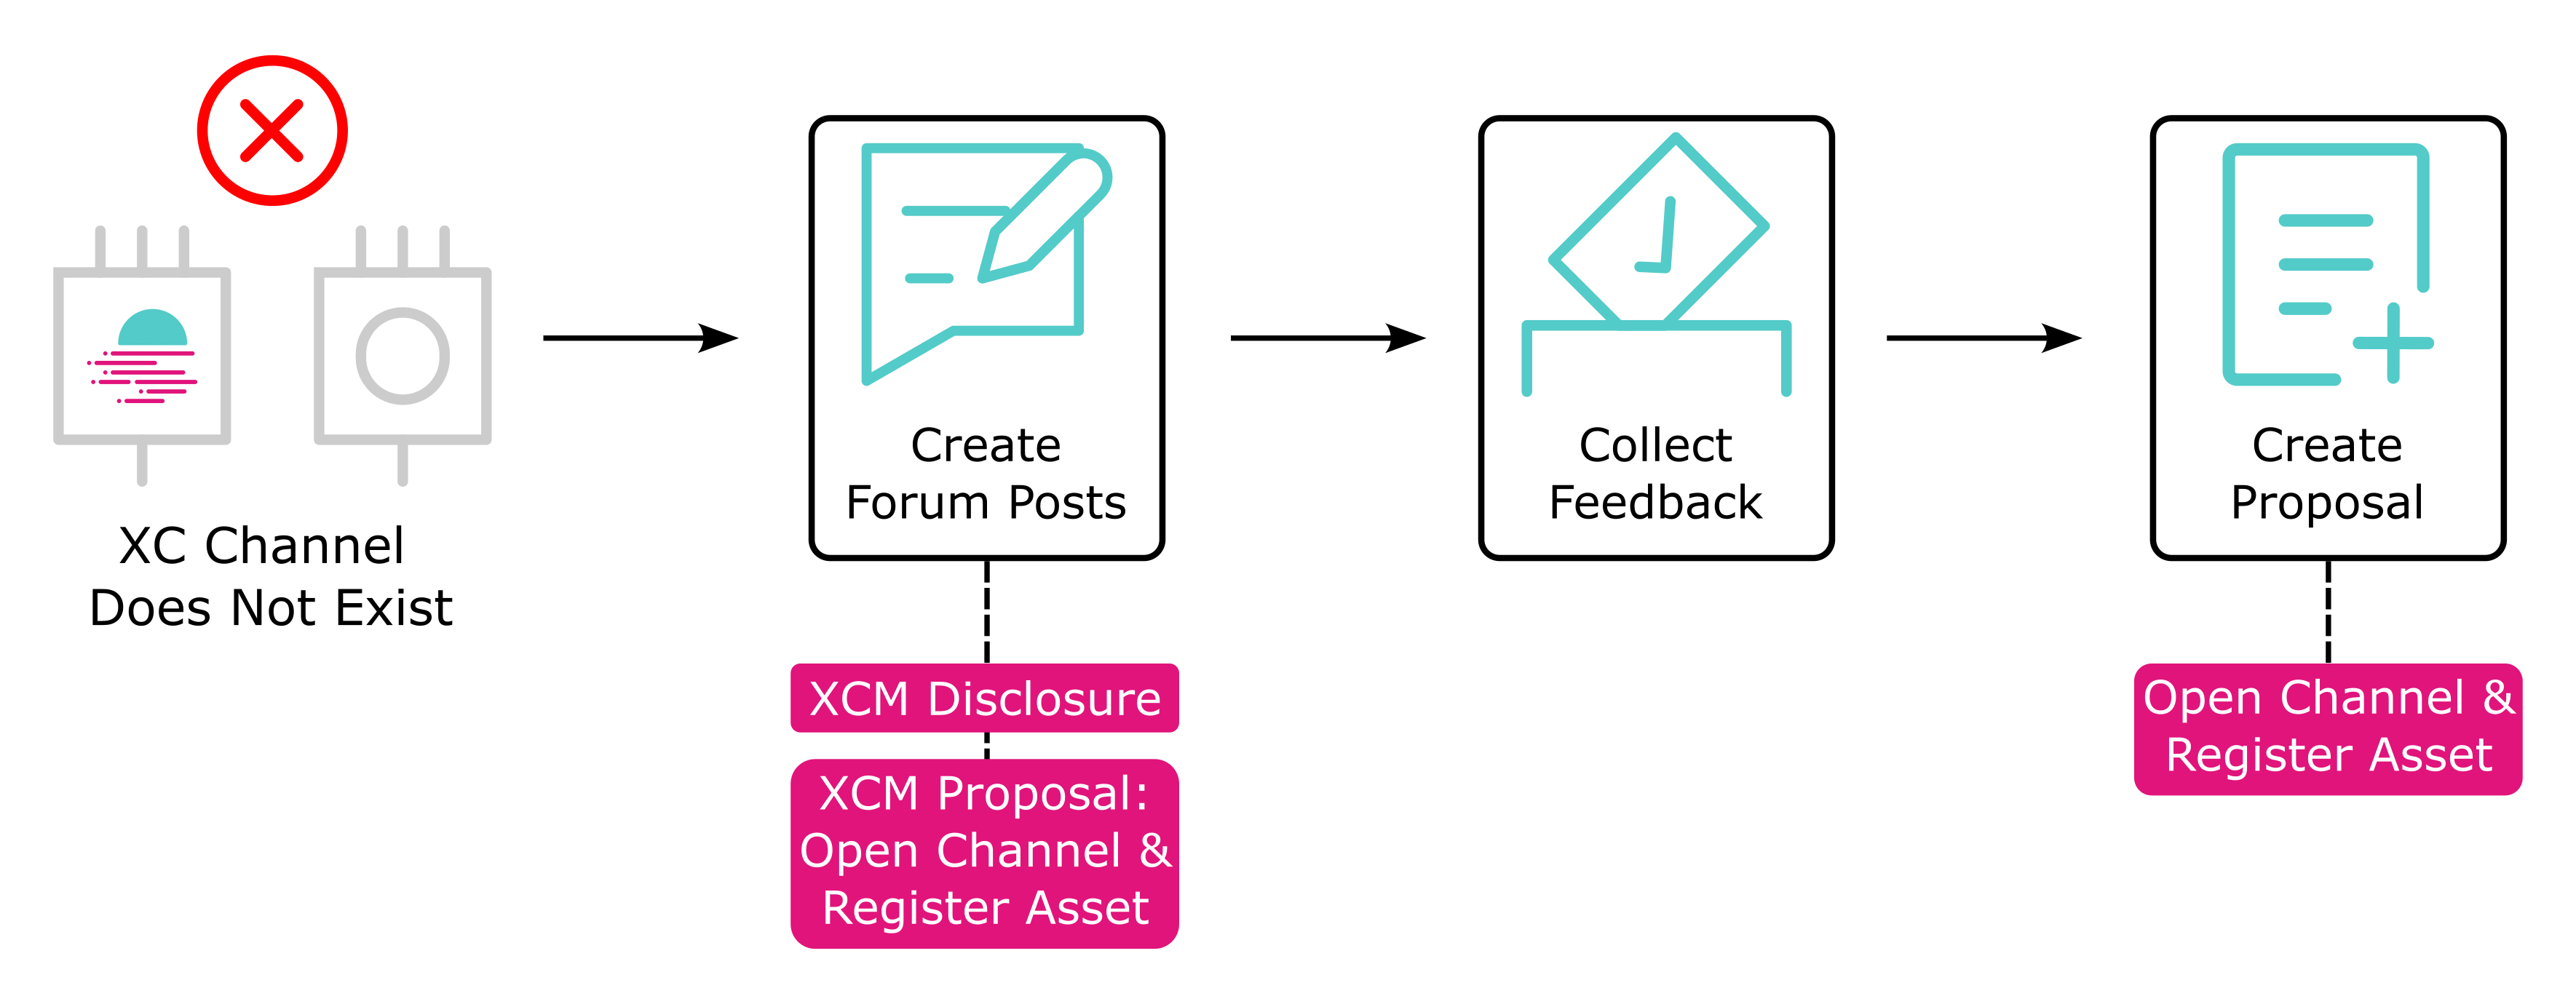 XC Channel
Does Not Exist
Create
Forum Posts
XCM Disclosure
XCM Proposal:
Open Channel &
Register Asset
Collect
Feedback
Create
Proposal
Open Channel &
Register Asset